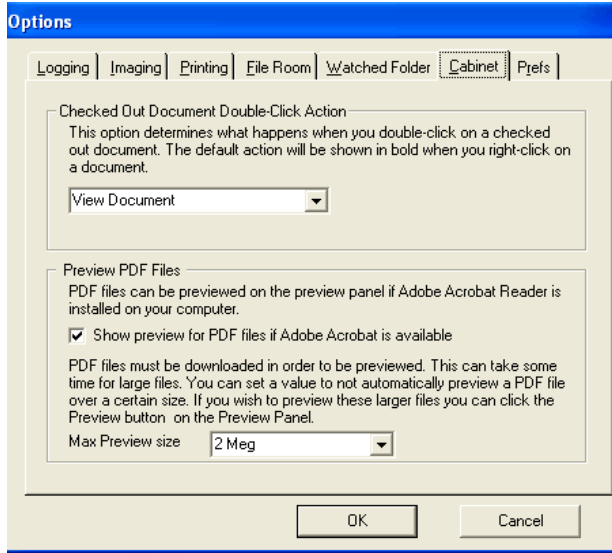 Options
Logging Imaging Printing File Room Watched Folder Cabinet Prefs
Checked Out Document Double-Click Action
This option determines what happens when you double-click on a checked
out document. The default action will be shown in bold when you right-click on
a document.
View Document
Preview PDF Files
PDF files can be previewed on the preview panel if Adobe Acrobat Reader is
installed on your computer.
Show preview for PDF files if Adobe Acrobat is available
PDF files must be downloaded in order to be previewed. This can take some
time for large files. You can set a value to not automatically preview a PDF file
over a certain size. If you wish to preview these larger files you can click the
Preview button on the Preview Panel.
Max Preview size 2 Meg
OK Cancel